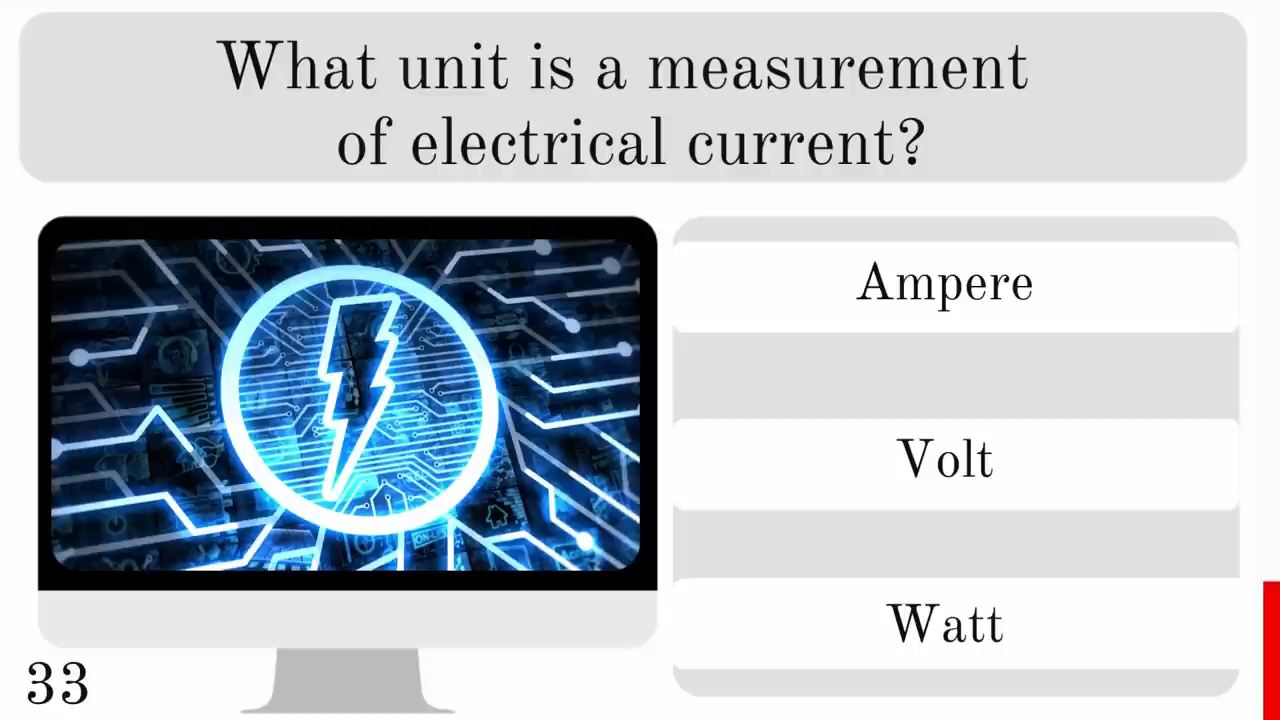 What unit is a measurement
of electrical current?
Ampere
Volt
Watt
33